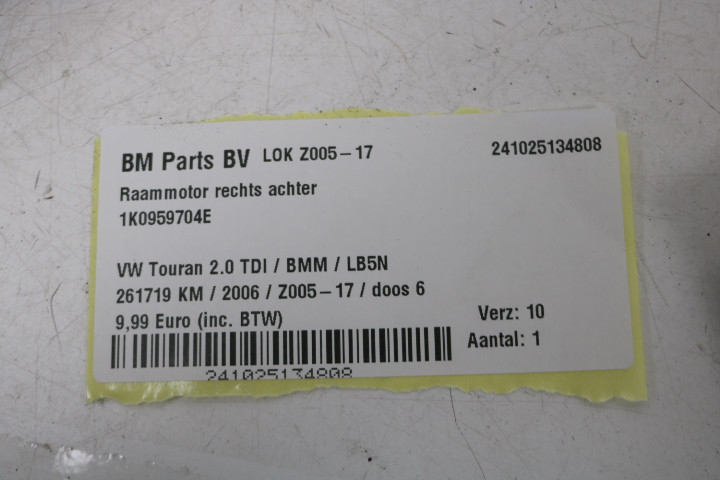 BM Parts BV LOK Z005-17 241025134808
Raammotor rechts achter
1K0959704E
VW Touran 2.0 TDI / BMM / LB5N
261719 KM / 2006 / Z005-17 / doos 6
9,99 Euro (inc. BTW) Verz: 10
Aantal: 1
241025134808